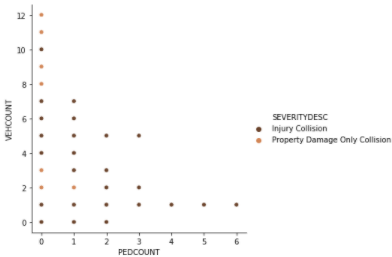 12
10
8
6
4
2
0
VEHCOUNT
0 1 2 3 4 5 6
PEDCOUNT
SEVERITYDESC
Injury Collision
Property Damage Only Collision